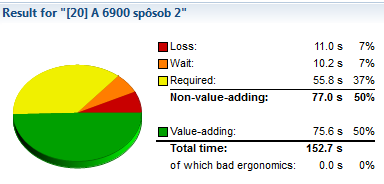 Result for "[20] A 6900 spôsob 2"
Loss: 11.0 s 7%
Wait: 10.2 s 7%
Required: 55.8 s 37%
Non-value-adding: 77.0 s 50%
Value-adding: 75.6 s 50%
Total time: 152.7 s
of which bad ergonomics: 0.0 s 0%